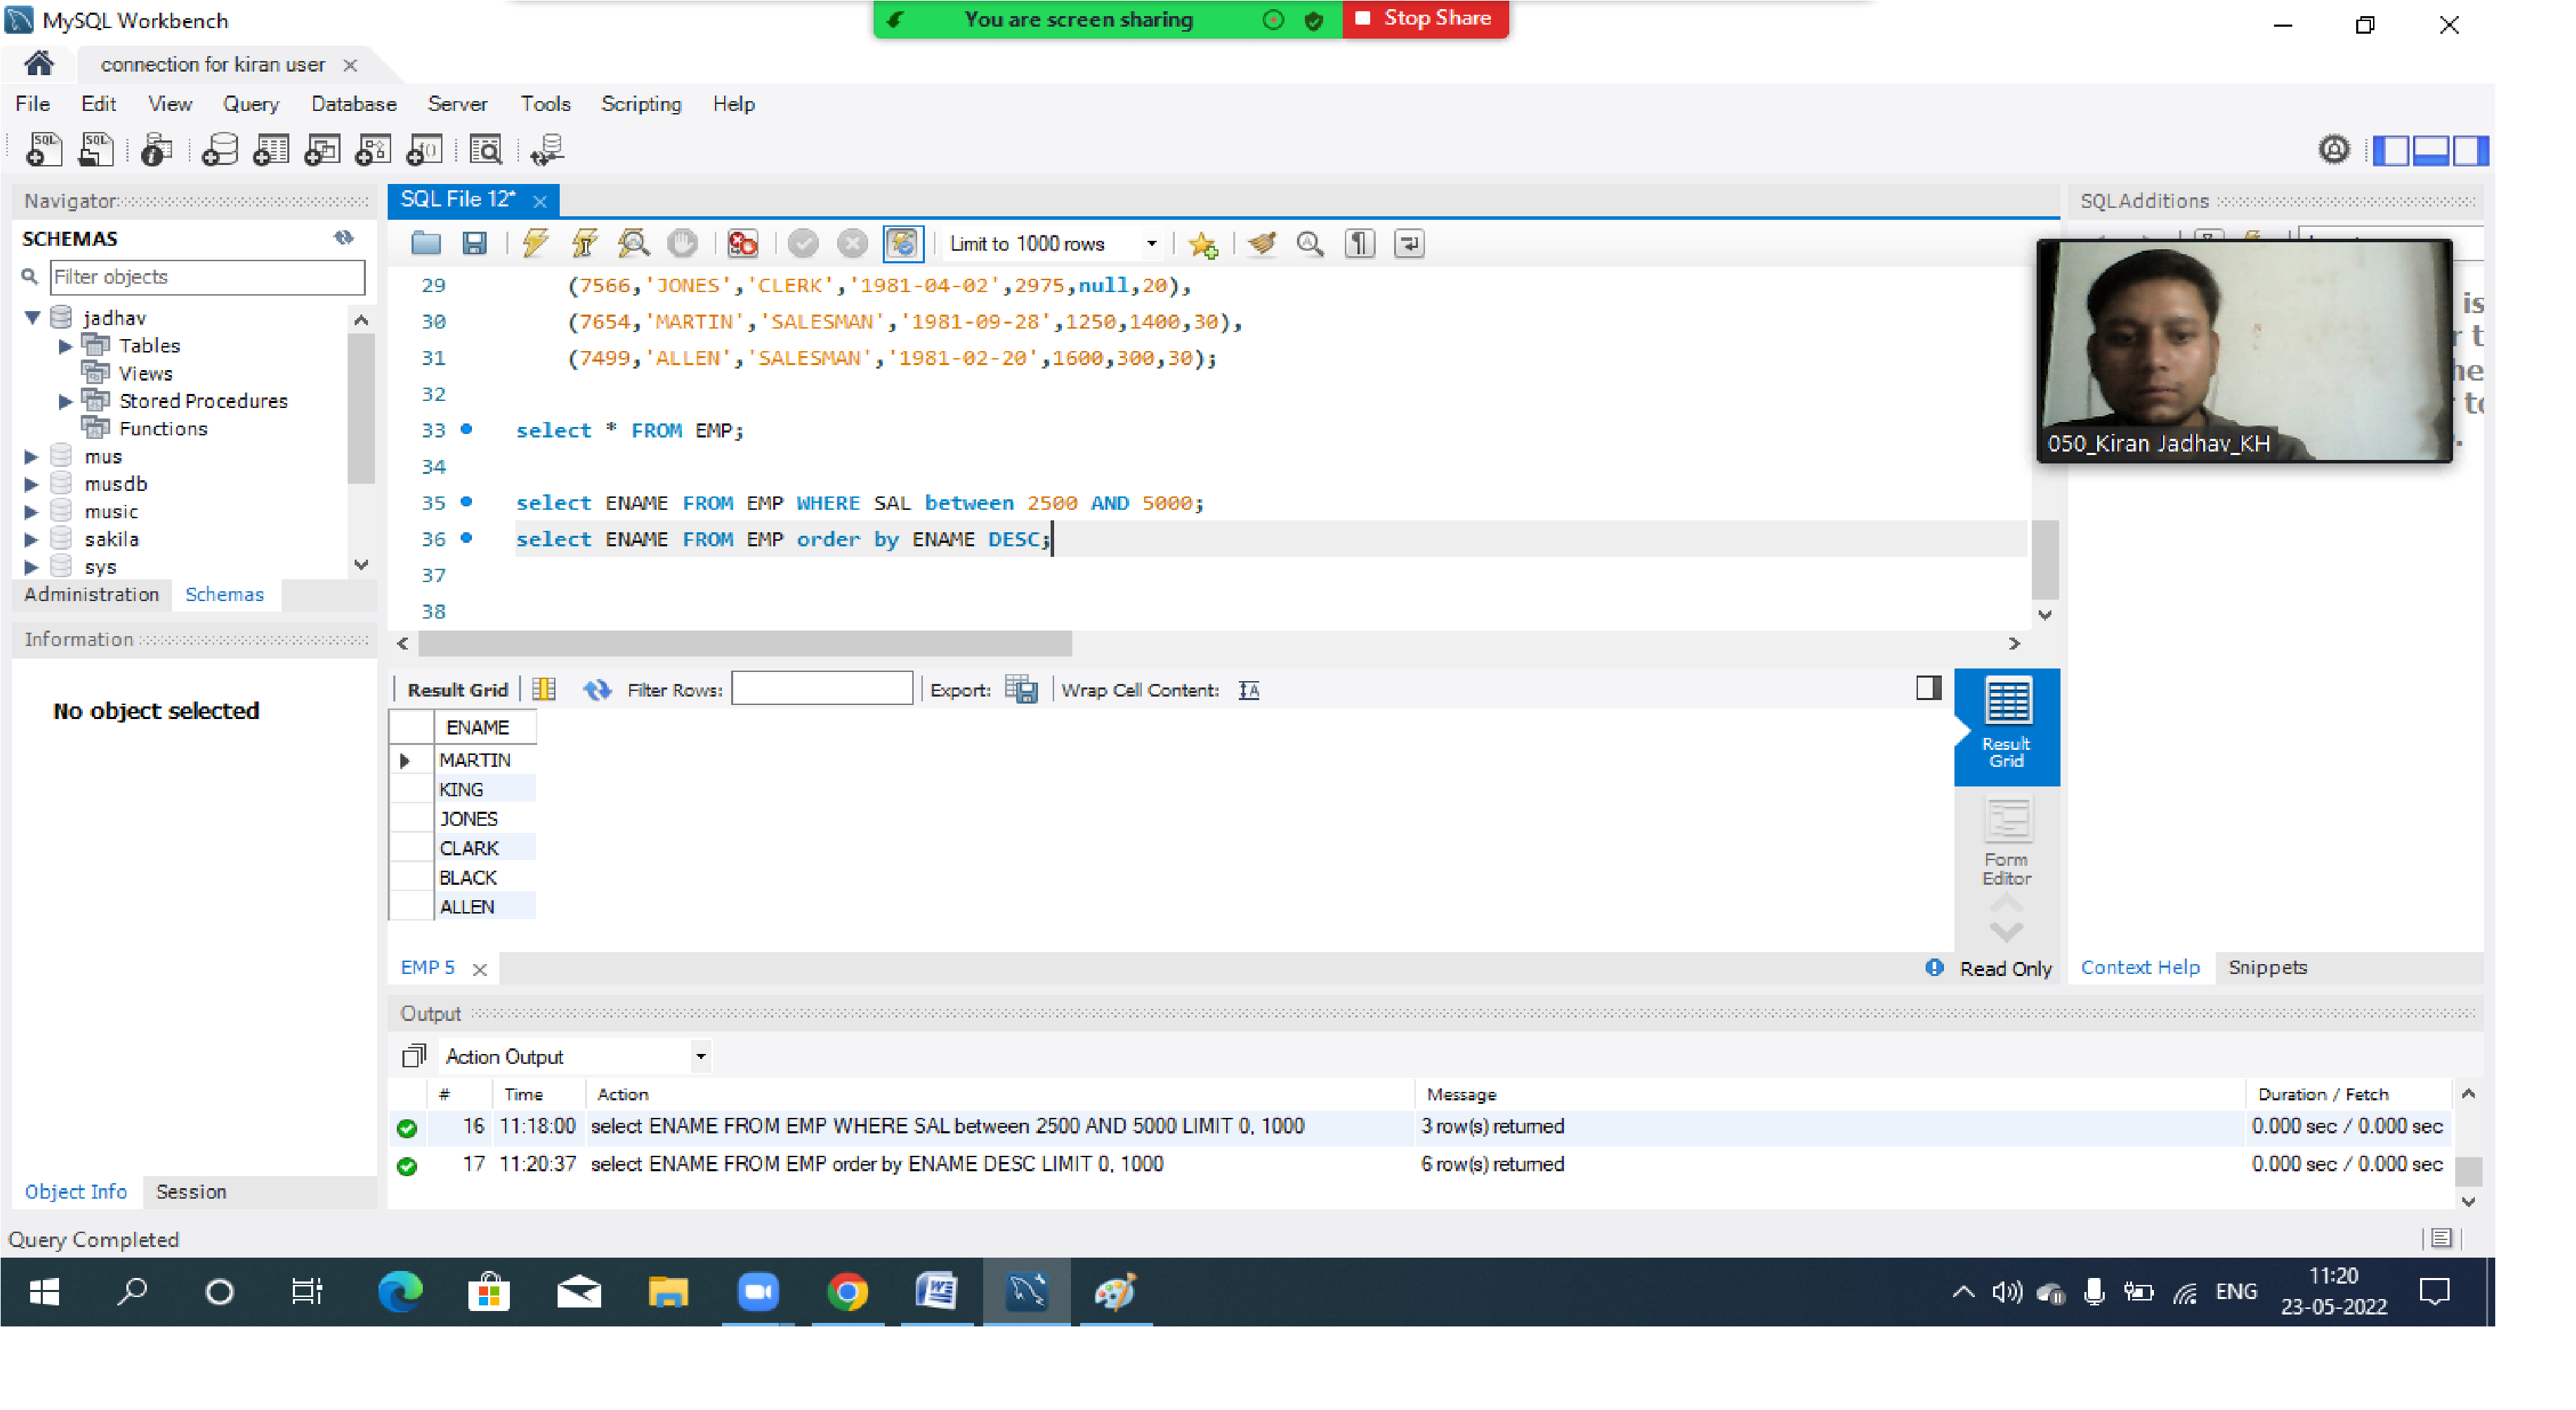 MySQL Workbench
You are screen sharing
Stop Share
connection for kiran user
File Edit View Query Database Server Tools Scripting Help
Navigator
SQL File 12*
SQLAdditions
SCHEMAS
Limit to 1000 rows
Filter objects
jadhav
Tables
Views
Stored Procedures
Functions
mus
musdb
music
sakila
sys
Administration Schemas
29 (7566,'JONES','CLERK','1981-04-02',2975,null,20),
30 (7654,'MARTIN','SALESMAN','1981-09-28',1250,1400,30),
31 (7499,'ALLEN','SALESMAN','1981-02-20',1600,300,30);
32
33 select * FROM EMP;
34
35 select ENAME FROM EMP WHERE SAL between 2500 AND 5000;
36 select ENAME FROM EMP order by ENAME DESC;
37
38
050_Kiran Jadhav_KH
Information
No object selected
Result Grid Filter Rows: Export: Wrap Cell Content:
ENAME
MARTIN
KING
JONES
CLARK
BLACK
ALLEN
Result
Grid
Form
Editor
EMP 5
Read Only
Context Help Snippets
Output
Action Output
# Time Action Message Duration / Fetch
16 11:18:00 select ENAME FROM EMP WHERE SAL between 2500 AND 5000 LIMIT 0, 1000 3 row(s) returned 0.000 sec / 0.000 sec
17 11:20:37 select ENAME FROM EMP order by ENAME DESC LIMIT 0, 1000 6 row(s) returned 0.000 sec / 0.000 sec
Object Info Session
Query Completed
ENG
11:20
23-05-2022